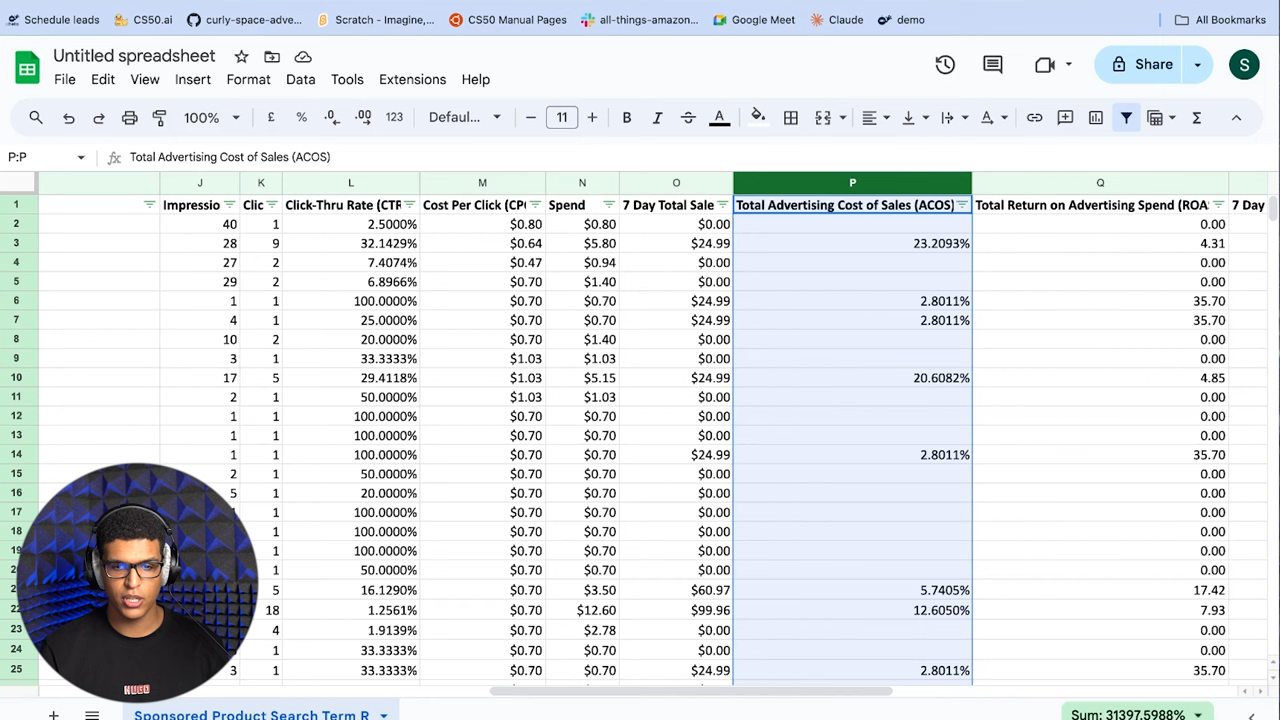 Schedule leads CS50.ai curly-space-adve... Scratch - Imagine,... CS50 Manual Pages all-things-amazon... Google Meet Claude demo All Bookmarks
Untitled spreadsheet
File Edit View Insert Format Data Tools Extensions Help
Share S
100% £ % .0 .00 123 Defaul... 11 B I S A Σ
P:P fx Total Advertising Cost of Sales (ACOS)
J K L M N O P Q
1 Impressio Clic Click-Thru Rate (CTR Cost Per Click (CP Spend 7 Day Total Sale Total Advertising Cost of Sales (ACOS) Total Return on Advertising Spend (ROA 7 Day
2 40 1 2.5000% $0.80 $0.80 $0.00 0.00
3 28 9 32.1429% $0.64 $5.80 $24.99 23.2093% 4.31
4 27 2 7.4074% $0.47 $0.94 $0.00 0.00
5 29 2 6.8966% $0.70 $1.40 $0.00 0.00
6 1 1 100.0000% $0.70 $0.70 $24.99 2.8011% 35.70
7 4 1 25.0000% $0.70 $0.70 $24.99 2.8011% 35.70
8 10 2 20.0000% $0.70 $1.40 $0.00 0.00
9 3 1 33.3333% $1.03 $1.03 $0.00 0.00
10 17 5 29.4118% $1.03 $5.15 $24.99 20.6082% 4.85
11 2 1 50.0000% $1.03 $1.03 $0.00 0.00
12 1 1 100.0000% $0.70 $0.70 $0.00 0.00
13 1 1 100.0000% $0.70 $0.70 $0.00 0.00
14 1 1 100.0000% $0.70 $0.70 $24.99 2.8011% 35.70
15 2 1 50.0000% $0.70 $0.70 $0.00 0.00
16 5 1 20.0000% $0.70 $0.70 $0.00 0.00
17 1 100.0000% $0.70 $0.70 $0.00 0.00
18 1 100.0000% $0.70 $0.70 $0.00 0.00
19 1 100.0000% $0.70 $0.70 $0.00 0.00
1 50.0000% $0.70 $0.70 $0.00 0.00
5 16.1290% $0.70 $3.50 $60.97 5.7405% 17.42
22 18 1.2561% $0.70 $12.60 $99.96 12.6050% 7.93
23 4 1.9139% $0.70 $2.78 $0.00 0.00
24 1 33.3333% $0.70 $0.70 $0.00 0.00
25 3 1 33.3333% $0.70 $0.70 $24.99 2.8011% 35.70
HUGO
Sponsored Product Search Term R Sum: 31397.5988%